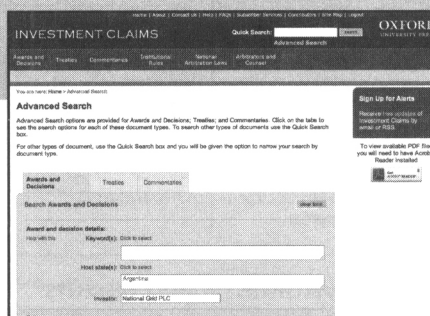 Home | About | Contact Us | Help | FAQs | Subscriber Services | Contributors | Site Map | Logout
INVESTMENT CLAIMS
Quick Search:
search
OXFORD
UNIVERSITY PRESS
Advanced Search
Awards and Decisions
Treaties
Commentaries
Institutional Rules
National Arbitration Laws
Arbitrators and Counsel
You are here: Home > Advanced Search
Advanced Search
Advanced Search options are provided for Awards and Decisions; Treaties; and Commentaries. Click on the tabs to
see the search options for each of these document types. To search other types of documents use the Quick Search
box.
For other types of document, use the Quick Search box and you will be given the option to narrow your search by
document type.
Sign Up for Alerts
Receive free updates of
Investment Claims by
email or RSS
To view available PDF file
you will need to have Acrob
Reader installed
Awards and
Decisions
Treaties
Commentaries
Search Awards and Decisions
clear form
Award and decision details:
Help with this
Keyword(s): Click to select
Host state(s): Click to select
Argentina
Investor: National Grid PLC